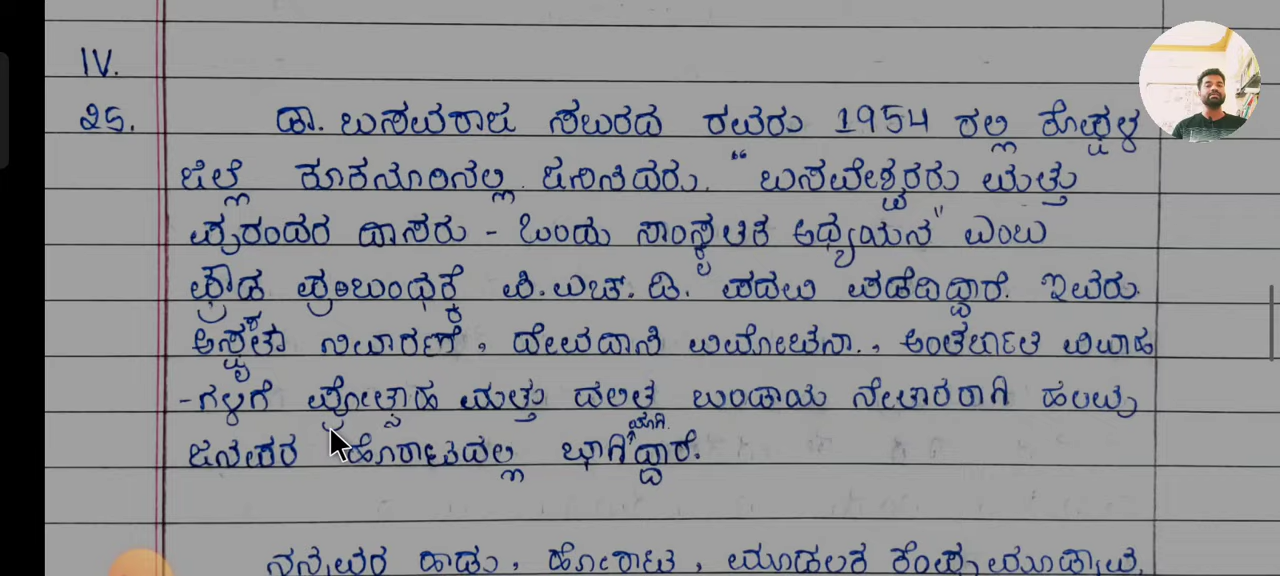 IV.
25. ಡಾ. ಬಸವರಾಜ ಸಬರದ ರವರು 1954 ರಲ್ಲಿ ಕೊಪ್ಪಳ
ಜಿಲ್ಲೆ ಕೂಕನೂರಿನಲ್ಲಿ ಜನಿಸಿದರು. "ಬಸವೇಶ್ವರರು ಮತ್ತು
ಪುರಂದರ ದಾಸರು - ಒಂದು ಸಾಂಸ್ಕೃತಿಕ ಅಧ್ಯಯನ" ಎಂಬ
ಪ್ರೌಢ ಪ್ರಬಂಧಕ್ಕೆ ಪಿ.ಎಚ್.ಡಿ. ಪದವಿ ಪಡೆದಿದ್ದಾರೆ. ಇವರು
ಅಸ್ಪೃಶ್ಯತಾ ನಿವಾರಣೆ, ದೇವದಾಸಿ ವಿಮೋಚನಾ, ಅಂತರ್ಜಾತಿ ವಿವಾಹ
-ಗಳಿಗೆ ಪ್ರೋತ್ಸಾಹ ಮತ್ತು ದಲಿತ ಬಂಡಾಯ ನೇತಾರರಾಗಿ ಹಲವು
ಜನಪರ ಹೋರಾಟದಲ್ಲಿ ಭಾಗಿಯಾಗಿದ್ದಾರೆ.
ನನ್ನವರ ಹಾಡು, ಹೋರಾಟ, ಮೂಡಲಕ ಕೆಂಪು ಮೂಡ್ಯಾವ,